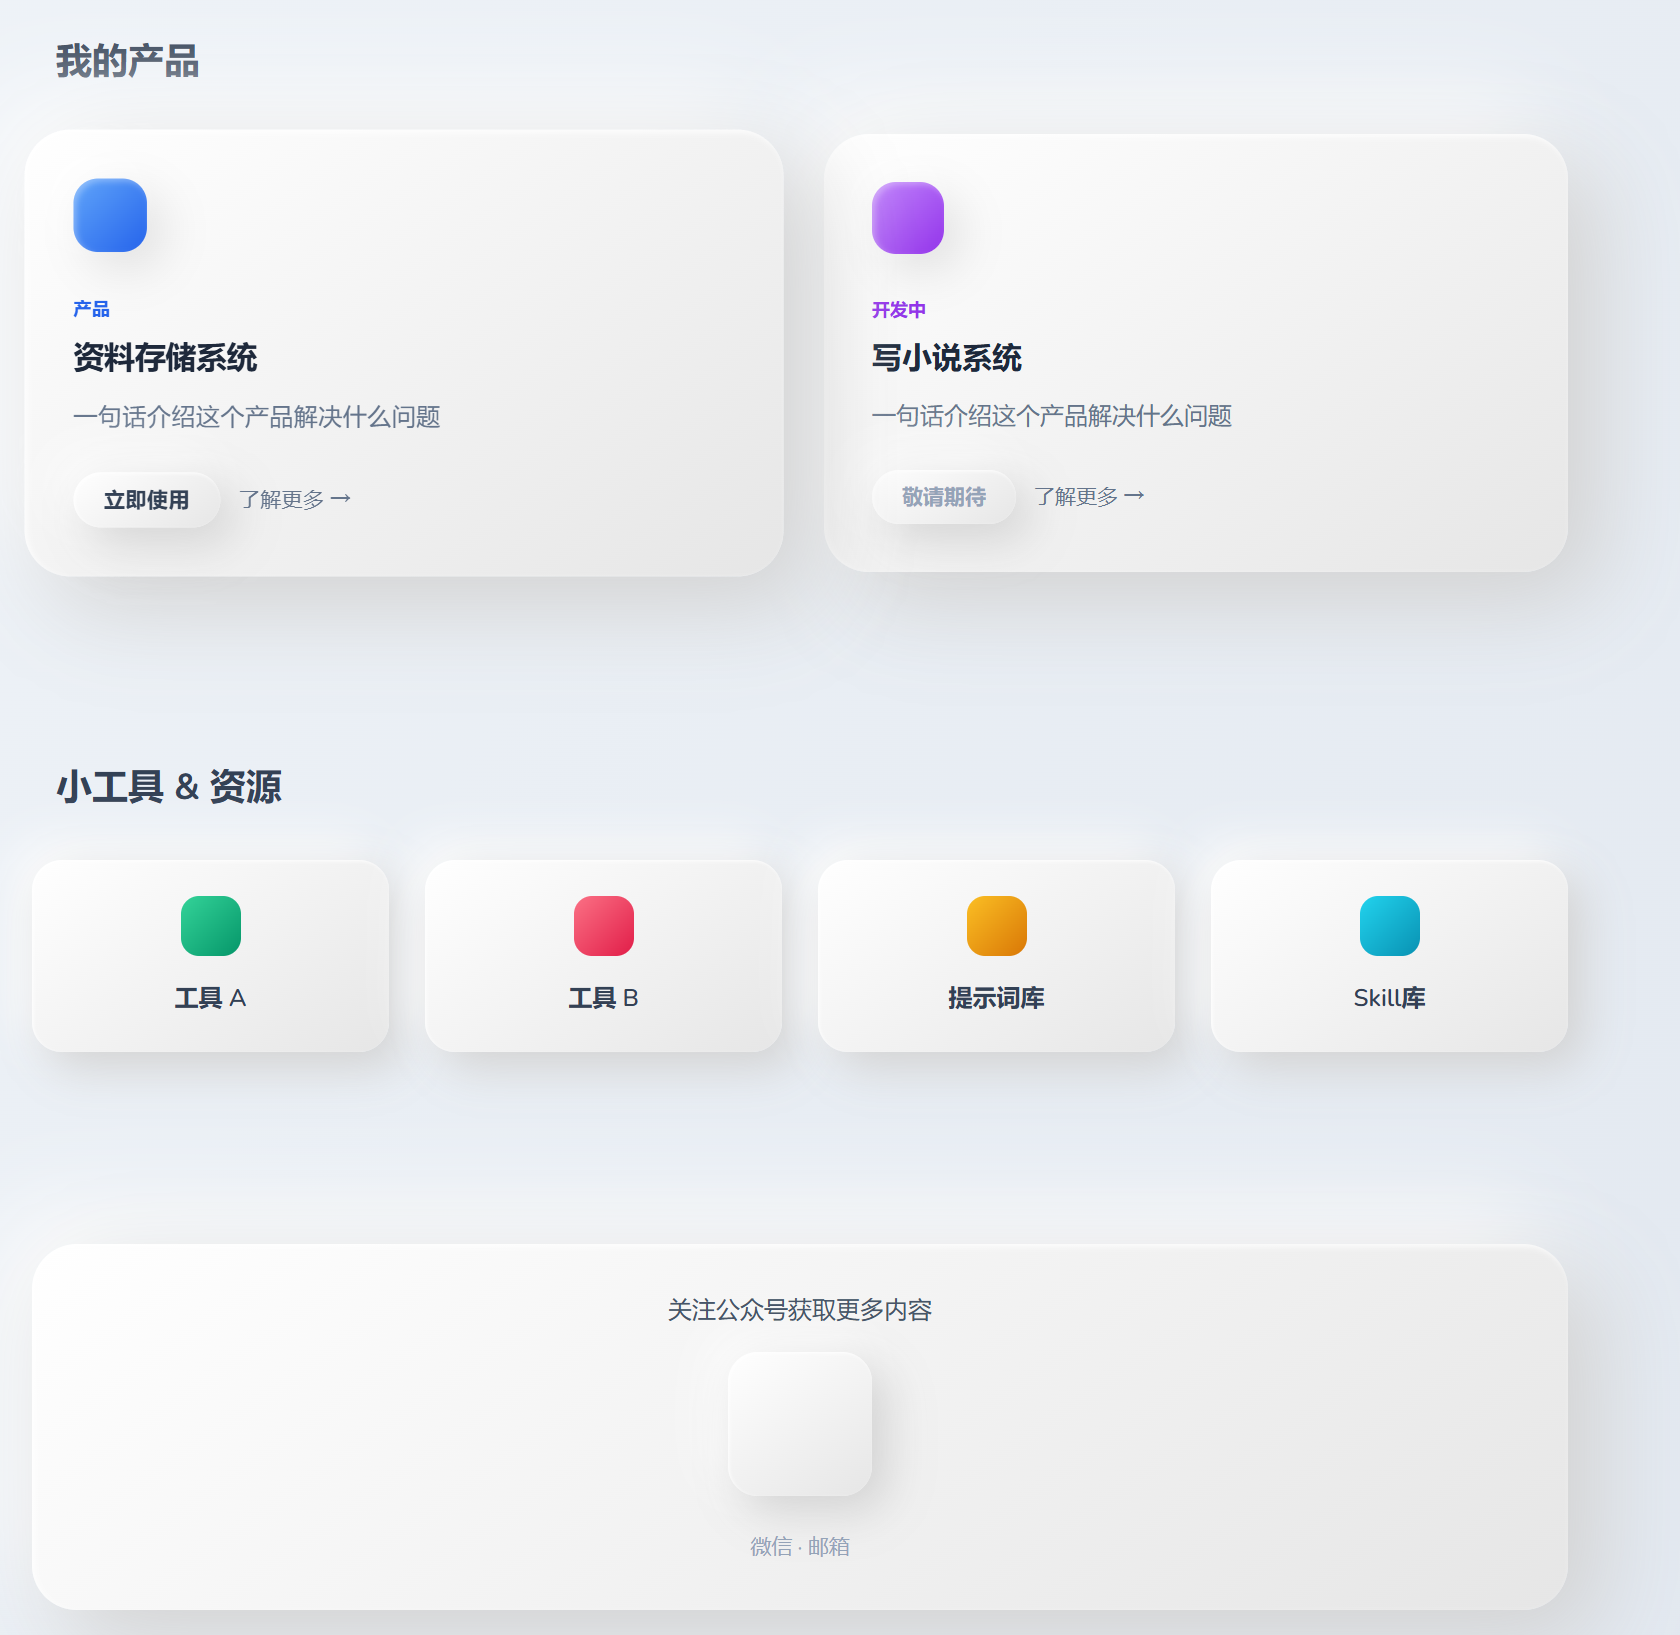 我的产品
产品
资料存储系统
一句话介绍这个产品解决什么问题
立即使用 了解更多 →
开发中
写小说系统
一句话介绍这个产品解决什么问题
敬请期待 了解更多 →
小工具 & 资源
工具 A
工具 B
提示词库
Skill库
关注公众号获取更多内容
微信 · 邮箱